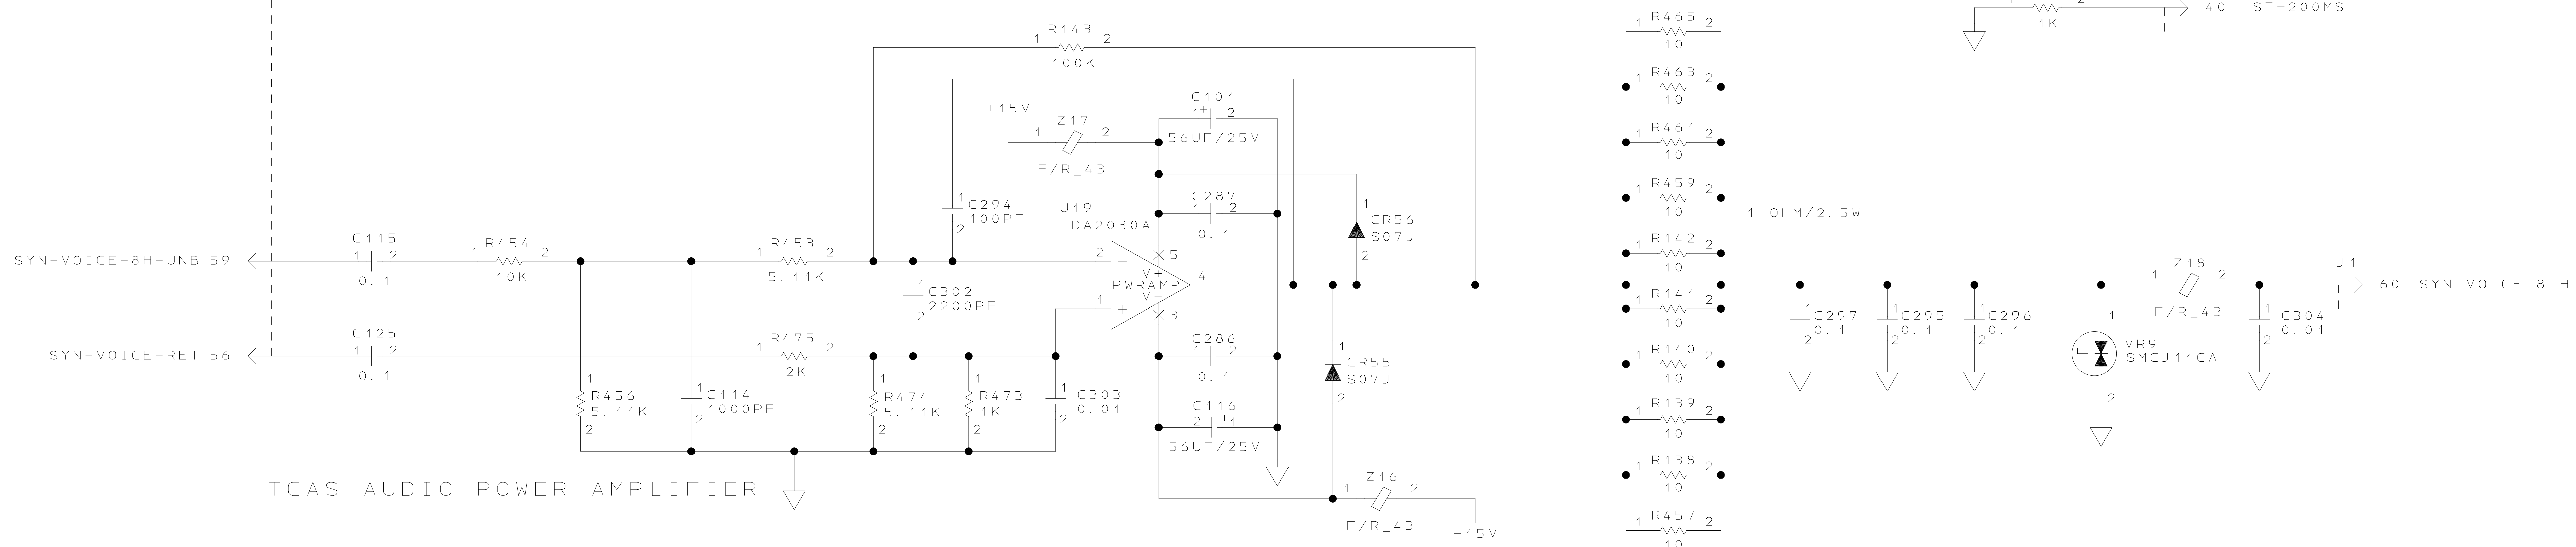 R465
1 2
10
1 2
1K
40 ST-200MS
R143
1 2
100K
R463
1 2
10
+15V
Z17
1 2
F/R_43
C101
1+ 2
56UF/25V
R461
1 2
10
C294
1
100PF
2
U19
TDA2030A
C287
1 2
0.1
1
CR56
S07J
2
R459
1 2
10
1 OHM/2.5W
SYN-VOICE-8H-UNB 59
C115
1 2
0.1
R454
1 2
10K
R453
1 2
5.11K
2
-
5
V+
PWRAMP
V-
4
1
+
3
R142
1 2
10
1
C302
2200PF
2
R141
1 2
10
1
C297
0.1
2
1
C295
0.1
2
1
C296
0.1
2
Z18
1 2
F/R_43
J1
60 SYN-VOICE-8-H
1
VR9
SMCJ11CA
2
1
C304
0.01
2
SYN-VOICE-RET 56
C125
1 2
0.1
R475
1 2
2K
C286
1 2
0.1
1
CR55
S07J
2
R140
1 2
10
1
R456
5.11K
2
1
C114
1000PF
2
1
R474
5.11K
2
1
R473
1K
2
1
C303
0.01
2
C116
2 +1
56UF/25V
R139
1 2
10
R138
1 2
10
TCAS AUDIO POWER AMPLIFIER
Z16
1 2
F/R_43
-15V
R457
1 2
10